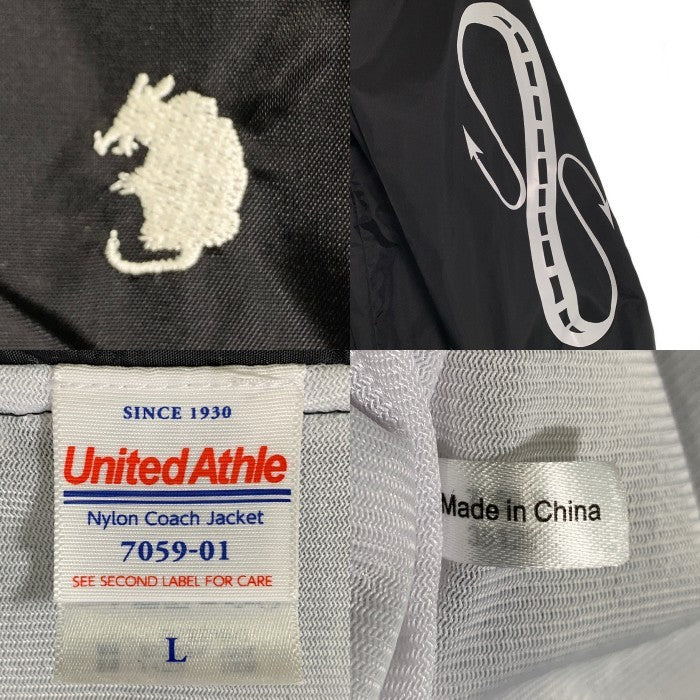 SINCE 1930
United Athle
Nylon Coach Jacket
7059-01
SEE SECOND LABEL FOR CARE
L
Made in China